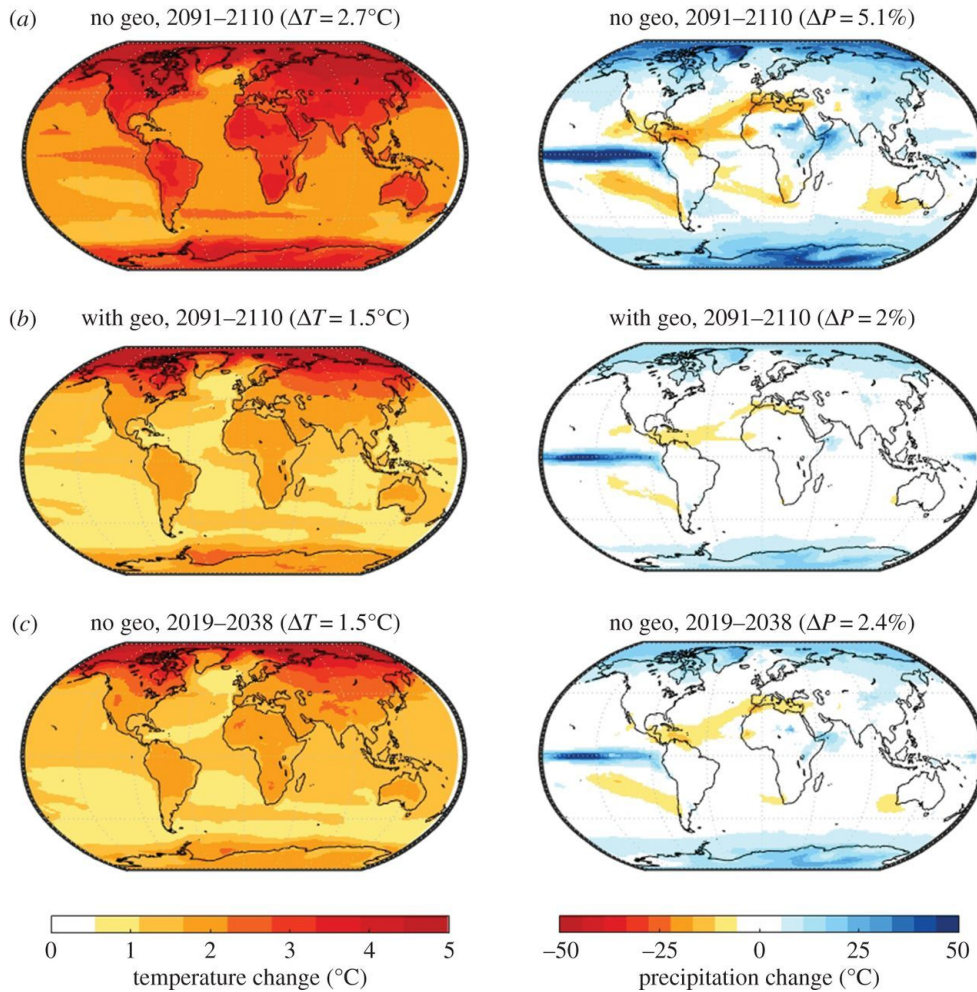 (a) no geo, 2091–2110 (ΔT = 2.7°C) no geo, 2091–2110 (ΔP = 5.1%)
(b) with geo, 2091–2110 (ΔT = 1.5°C) with geo, 2091–2110 (ΔP = 2%)
(c) no geo, 2019–2038 (ΔT = 1.5°C) no geo, 2019–2038 (ΔP = 2.4%)
0 1 2 3 4 5 −50 −25 0 25 50
temperature change (°C) precipitation change (°C)